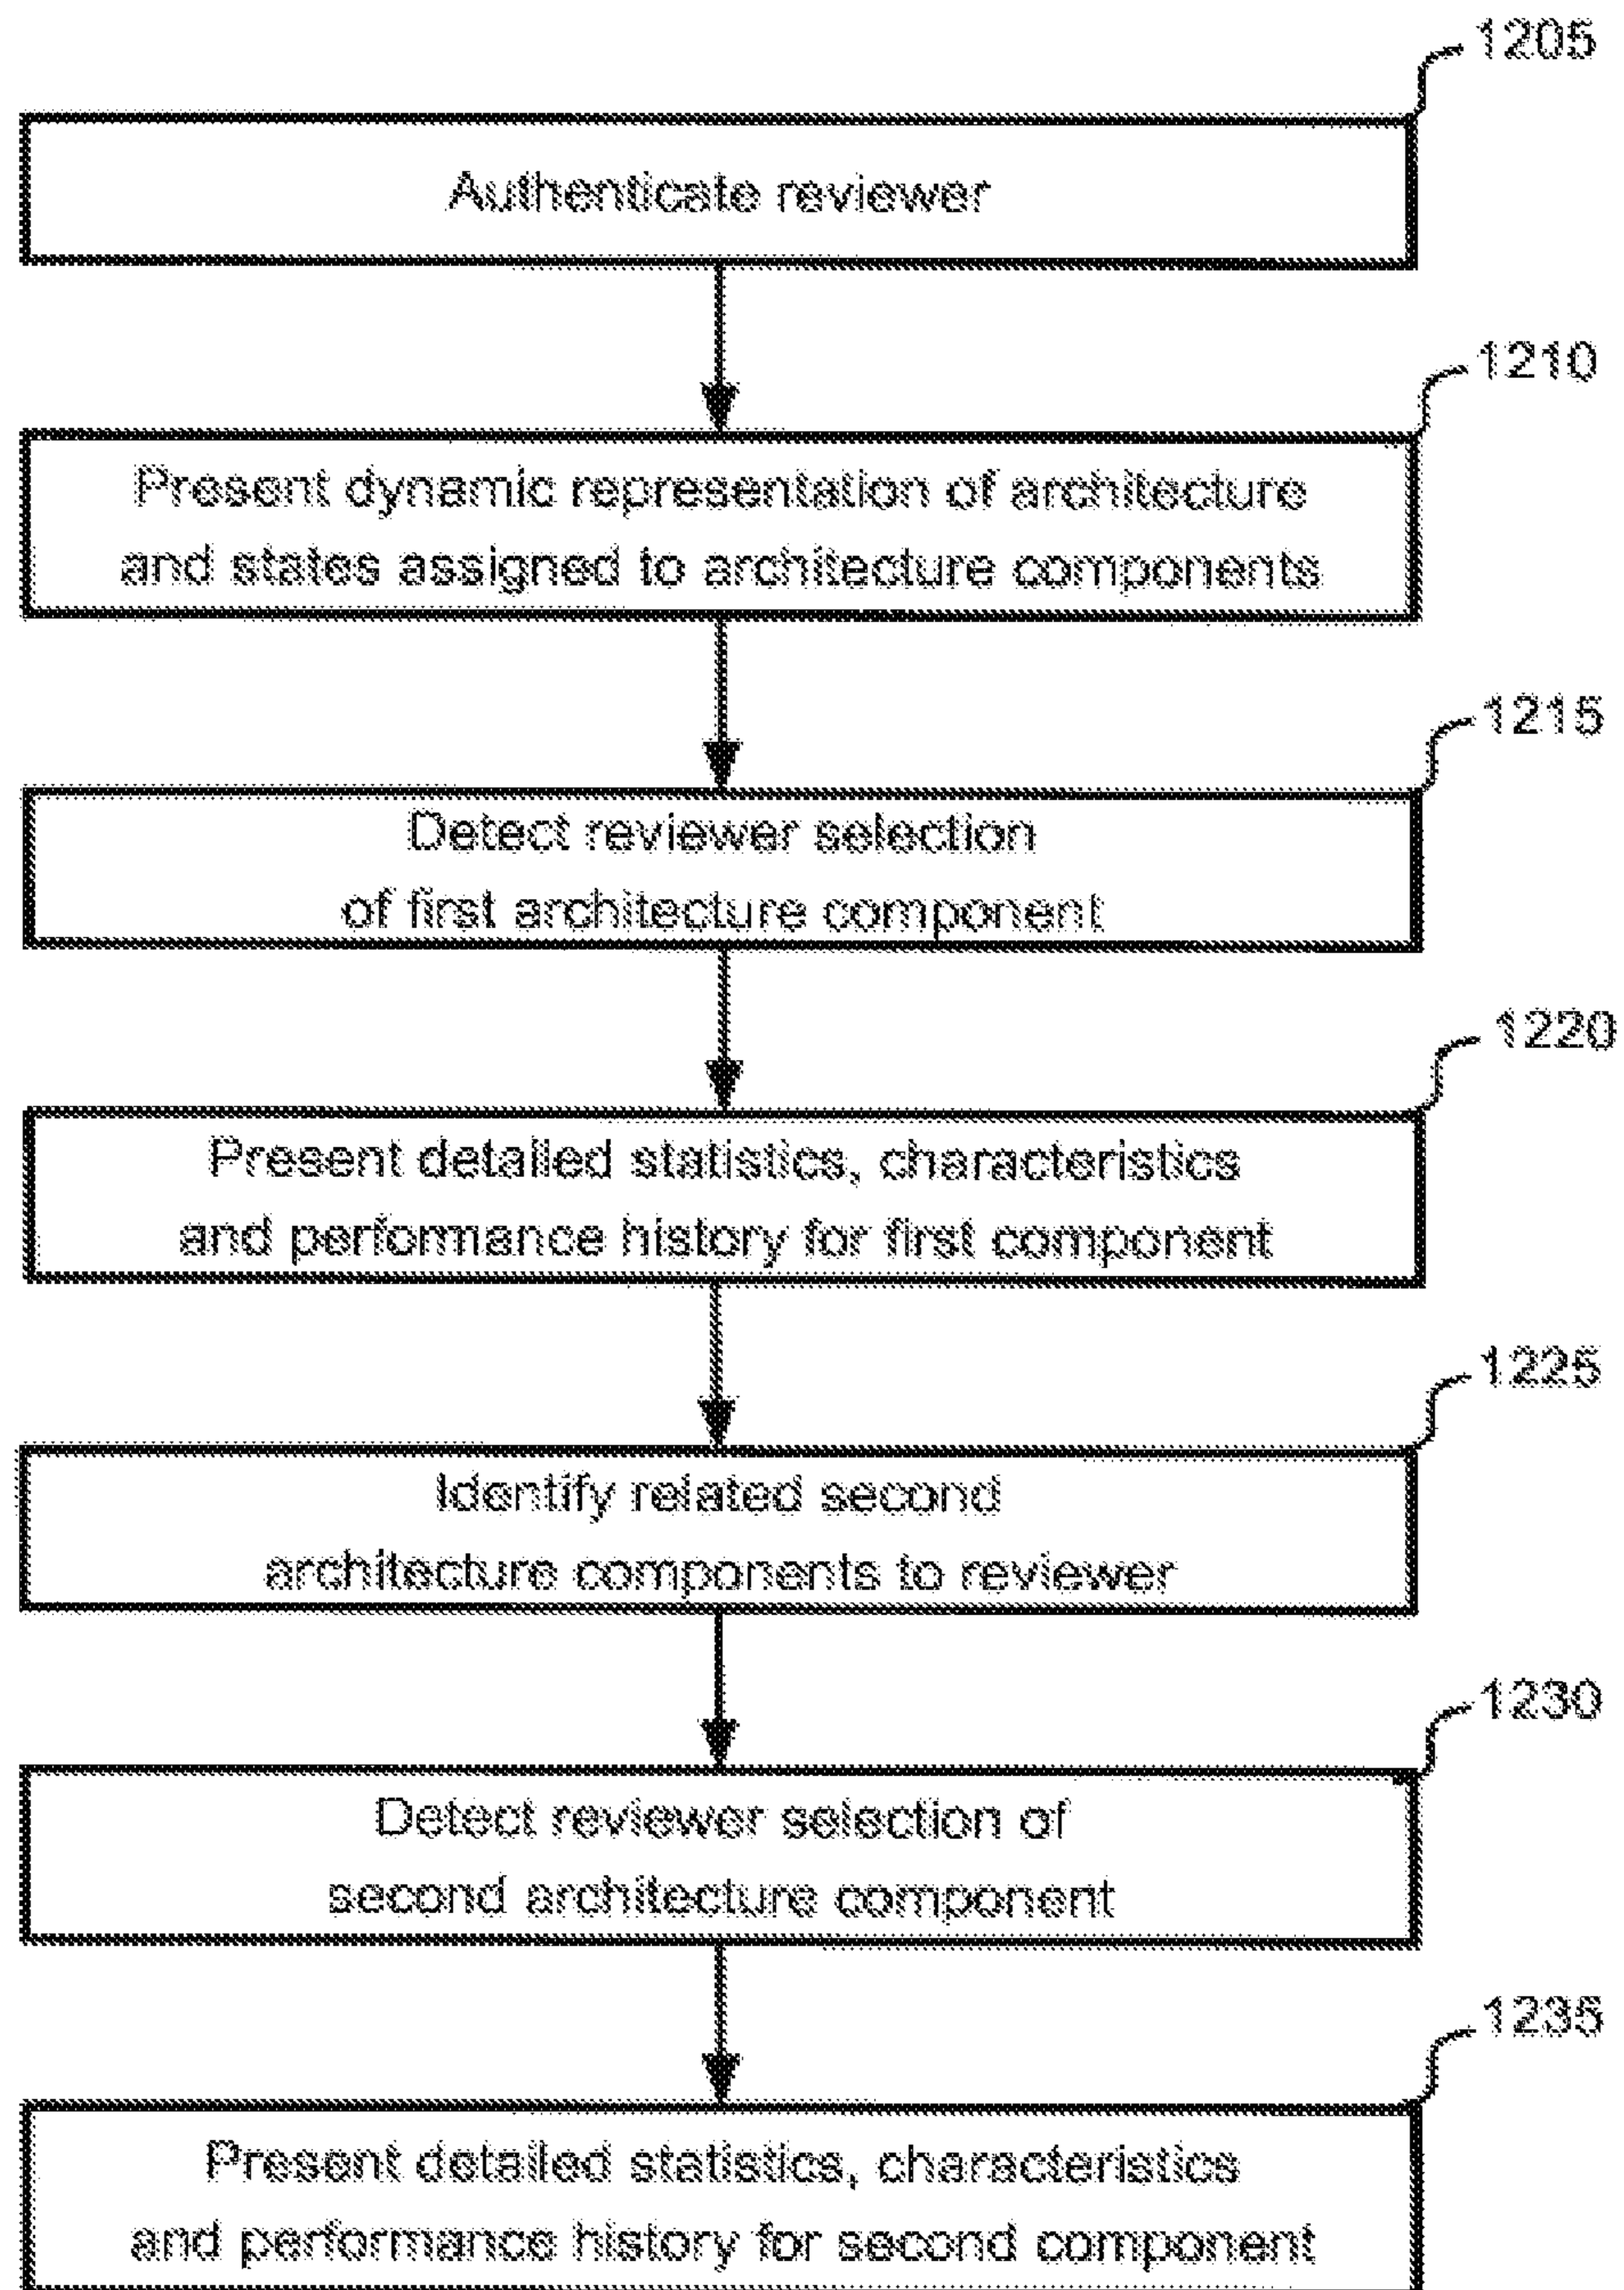 1205
Authenticate reviewer
1210
Present dynamic representation of architecture
and states assigned to architecture components
1215
Detect reviewer selection
of first architecture component
1220
Present detailed statistics, characteristics
and performance history for first component
1225
Identify related second
architecture components to reviewer
1230
Detect reviewer selection of
second architecture component
1235
Present detailed statistics, characteristics
and performance history for second component